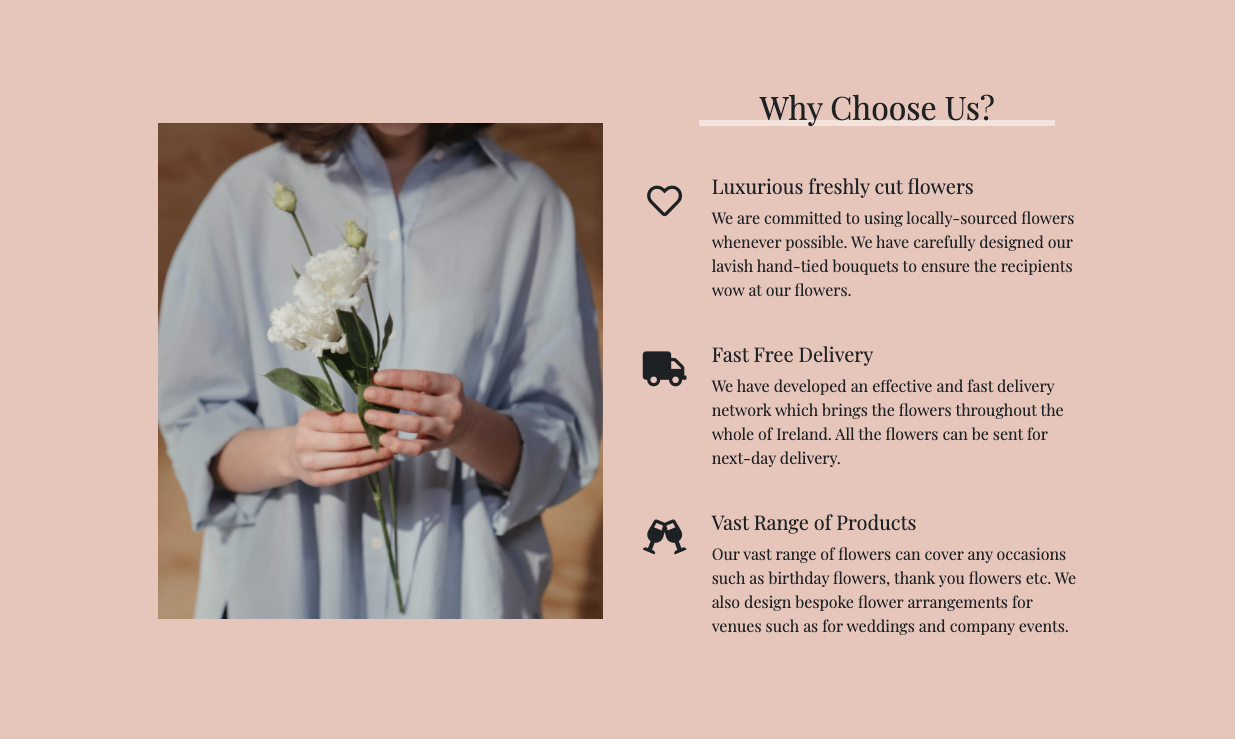 Why Choose Us?
Luxurious freshly cut flowers
We are committed to using locally-sourced flowers
whenever possible. We have carefully designed our
lavish hand-tied bouquets to ensure the recipients
wow at our flowers.
Fast Free Delivery
We have developed an effective and fast delivery
network which brings the flowers throughout the
whole of Ireland. All the flowers can be sent for
next-day delivery.
Vast Range of Products
Our vast range of flowers can cover any occasions
such as birthday flowers, thank you flowers etc. We
also design bespoke flower arrangements for
venues such as for weddings and company events.